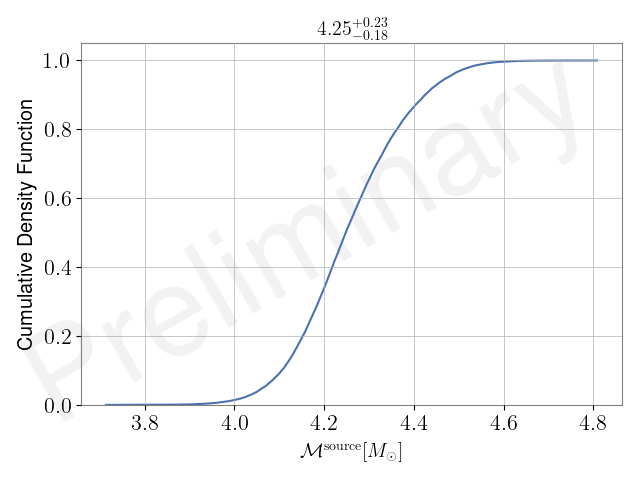 4.25^{+0.23}_{-0.18}
Cumulative Density Function
1.0
0.8
0.6
0.4
0.2
0.0
3.8 4.0 4.2 4.4 4.6 4.8
ℳ^{source}[M_⊙]
Preliminary